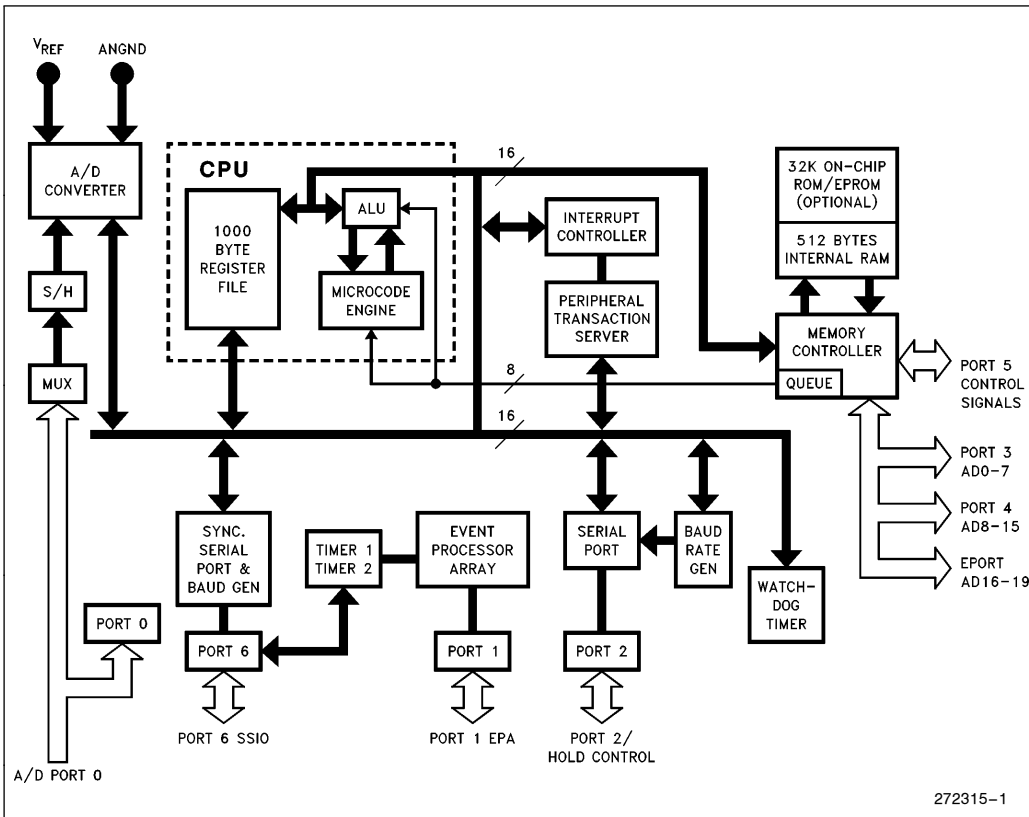 VREF
ANGND
A/D
CONVERTER
S/H
MUX
CPU
1000
BYTE
REGISTER
FILE
ALU
MICROCODE
ENGINE
16
INTERRUPT
CONTROLLER
PERIPHERAL
TRANSACTION
SERVER
32K ON-CHIP
ROM/EPROM
(OPTIONAL)
512 BYTES
INTERNAL RAM
MEMORY
CONTROLLER
QUEUE
8
16
PORT 5
CONTROL
SIGNALS
PORT 3
AD0-7
PORT 4
AD8-15
EPORT
AD16-19
SYNC.
SERIAL
PORT &
BAUD GEN
TIMER 1
TIMER 2
EVENT
PROCESSOR
ARRAY
SERIAL
PORT
BAUD
RATE
GEN
WATCH-
DOG
TIMER
PORT 0
PORT 6
PORT 1
PORT 2
PORT 6 SSIO
PORT 1 EPA
PORT 2/
HOLD CONTROL
A/D PORT 0
272315-1